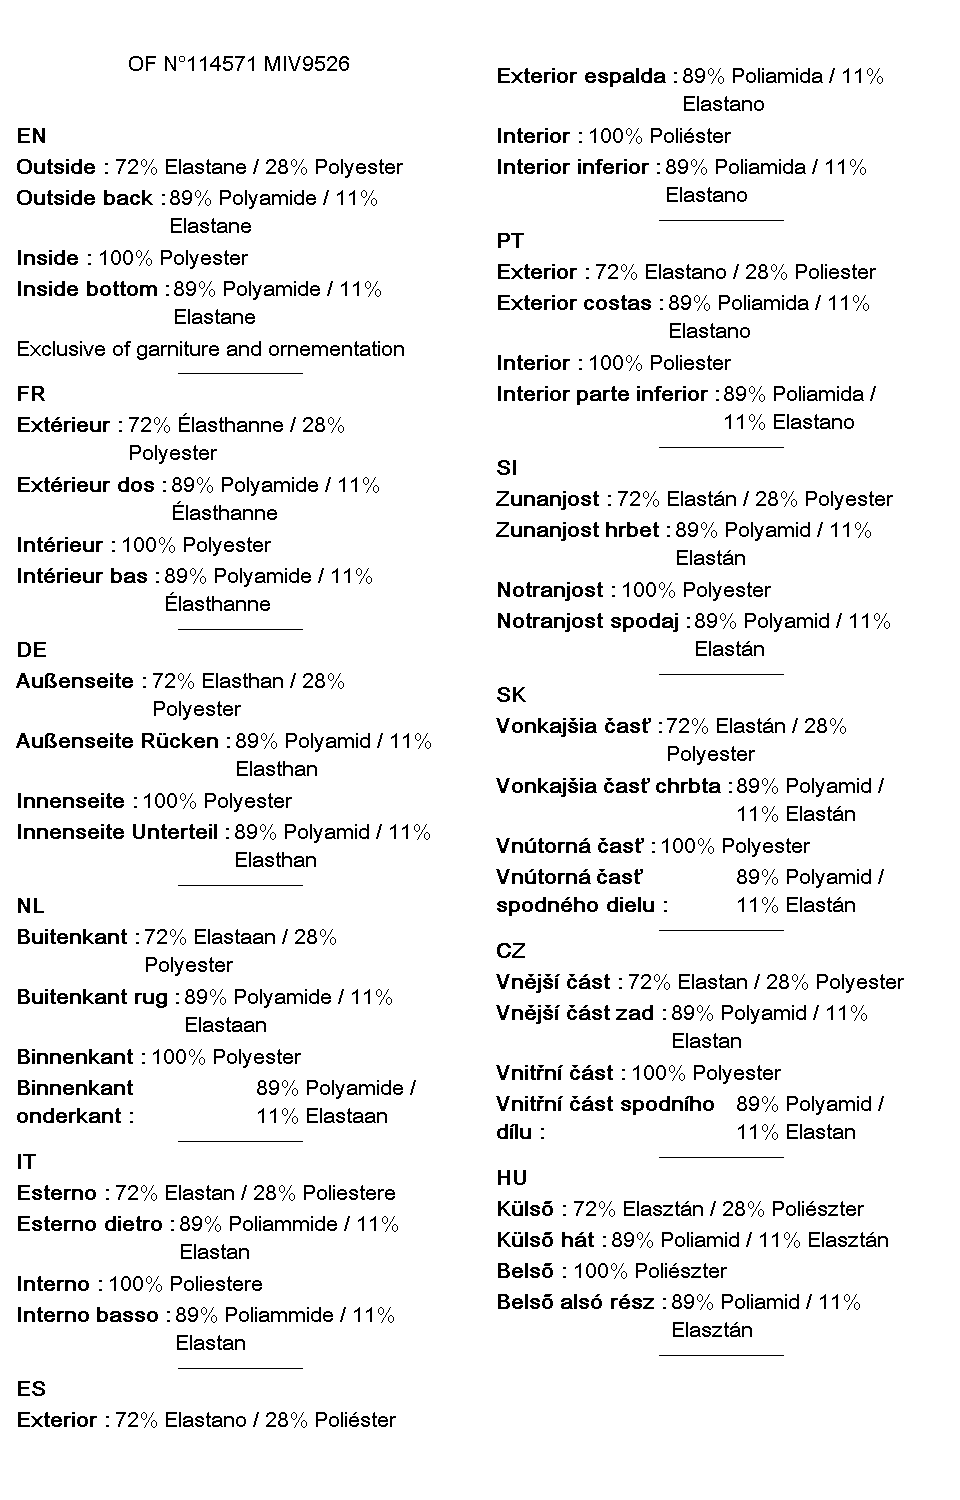 OF N°114571 MIV9526
EN
Outside : 72% Elastane / 28% Polyester
Outside back : 89% Polyamide / 11%
Elastane
Inside : 100% Polyester
Inside bottom : 89% Polyamide / 11%
Elastane
Exclusive of garniture and ornementation
FR
Extérieur : 72% Élasthanne / 28%
Polyester
Extérieur dos : 89% Polyamide / 11%
Élasthanne
Intérieur : 100% Polyester
Intérieur bas : 89% Polyamide / 11%
Élasthanne
DE
Außenseite : 72% Elasthan / 28%
Polyester
Außenseite Rücken : 89% Polyamid / 11%
Elasthan
Innenseite : 100% Polyester
Innenseite Unterteil : 89% Polyamid / 11%
Elasthan
NL
Buitenkant : 72% Elastaan / 28%
Polyester
Buitenkant rug : 89% Polyamide / 11%
Elastaan
Binnenkant : 100% Polyester
Binnenkant 89% Polyamide /
onderkant : 11% Elastaan
IT
Esterno : 72% Elastan / 28% Poliestere
Esterno dietro : 89% Poliammide / 11%
Elastan
Interno : 100% Poliestere
Interno basso : 89% Poliammide / 11%
Elastan
ES
Exterior : 72% Elastano / 28% Poliéster
Exterior espalda : 89% Poliamida / 11%
Elastano
Interior : 100% Poliéster
Interior inferior : 89% Poliamida / 11%
Elastano
PT
Exterior : 72% Elastano / 28% Poliester
Exterior costas : 89% Poliamida / 11%
Elastano
Interior : 100% Poliester
Interior parte inferior : 89% Poliamida /
11% Elastano
SI
Zunanjost : 72% Elastán / 28% Polyester
Zunanjost hrbet : 89% Polyamid / 11%
Elastán
Notranjost : 100% Polyester
Notranjost spodaj : 89% Polyamid / 11%
Elastán
SK
Vonkajšia časť : 72% Elastán / 28%
Polyester
Vonkajšia časť chrbta : 89% Polyamid /
11% Elastán
Vnútorná časť : 100% Polyester
Vnútorná časť 89% Polyamid /
spodného dielu : 11% Elastán
CZ
Vnější část : 72% Elastan / 28% Polyester
Vnější část zad : 89% Polyamid / 11%
Elastan
Vnitřní část : 100% Polyester
Vnitřní část spodního 89% Polyamid /
dílu : 11% Elastan
HU
Külsõ : 72% Elasztán / 28% Poliészter
Külsõ hát : 89% Poliamid / 11% Elasztán
Belsõ : 100% Poliészter
Belsõ alsó rész : 89% Poliamid / 11%
Elasztán